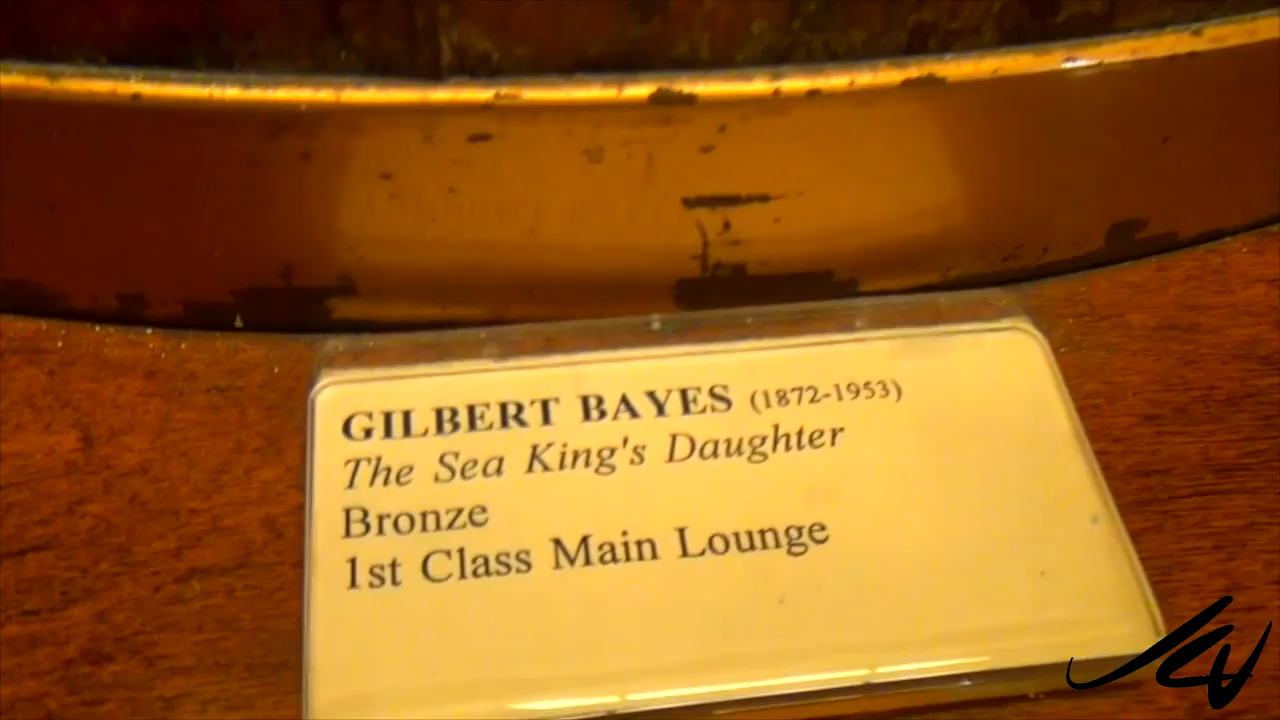 GILBERT BAYES (1872-1953)
The Sea King's Daughter
Bronze
1st Class Main Lounge